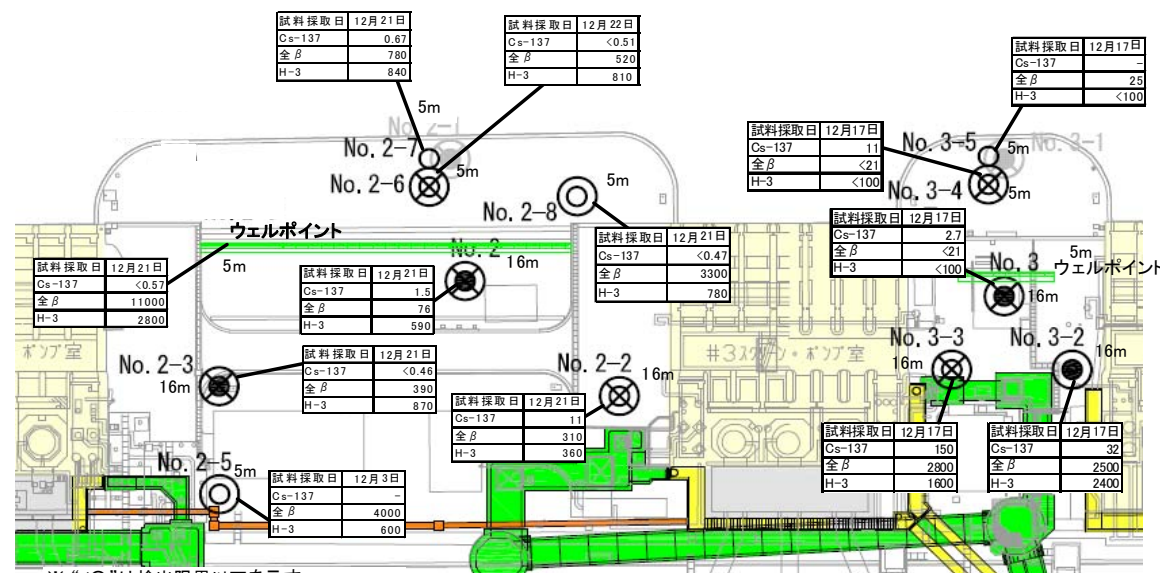 試料採取日 12月21日
Cs-137 0.67
全β 780
H-3 840
試料採取日 12月22日
Cs-137 <0.51
全β 520
H-3 810
試料採取日 12月17日
Cs-137 -
全β 25
H-3 <100
5m
No. 2-1
No. 2-7
5m
No. 2-6
試料採取日 12月17日
Cs-137 11
全β <21
H-3 <100
No. 3-5
5m
No. 3-1
No. 3-4
5m
No. 2-8
5m
ウェルポイント
5m
試料採取日 12月21日
Cs-137 <0.57
全β 11000
H-3 2800
No. 2
16m
試料採取日 12月21日
Cs-137 1.5
全β 76
H-3 590
試料採取日 12月21日
Cs-137 <0.47
全β 3300
H-3 780
試料採取日 12月17日
Cs-137 2.7
全β <21
H-3 <100
No. 3
16m
5m
ウェルポイント
ポンプ室
No. 2-3
16m
試料採取日 12月21日
Cs-137 <0.46
全β 390
H-3 870
No. 2-2
16m
試料採取日 12月21日
Cs-137 11
全β 310
H-3 360
#3スクリーン・ポンプ室
No. 3-3
16m
No. 3-2
16m
試料採取日 12月17日
Cs-137 150
全β 2800
H-3 1600
試料採取日 12月17日
Cs-137 32
全β 2500
H-3 2400
No. 2-5
5m
試料採取日 12月3日
Cs-137 -
全β 4000
H-3 600